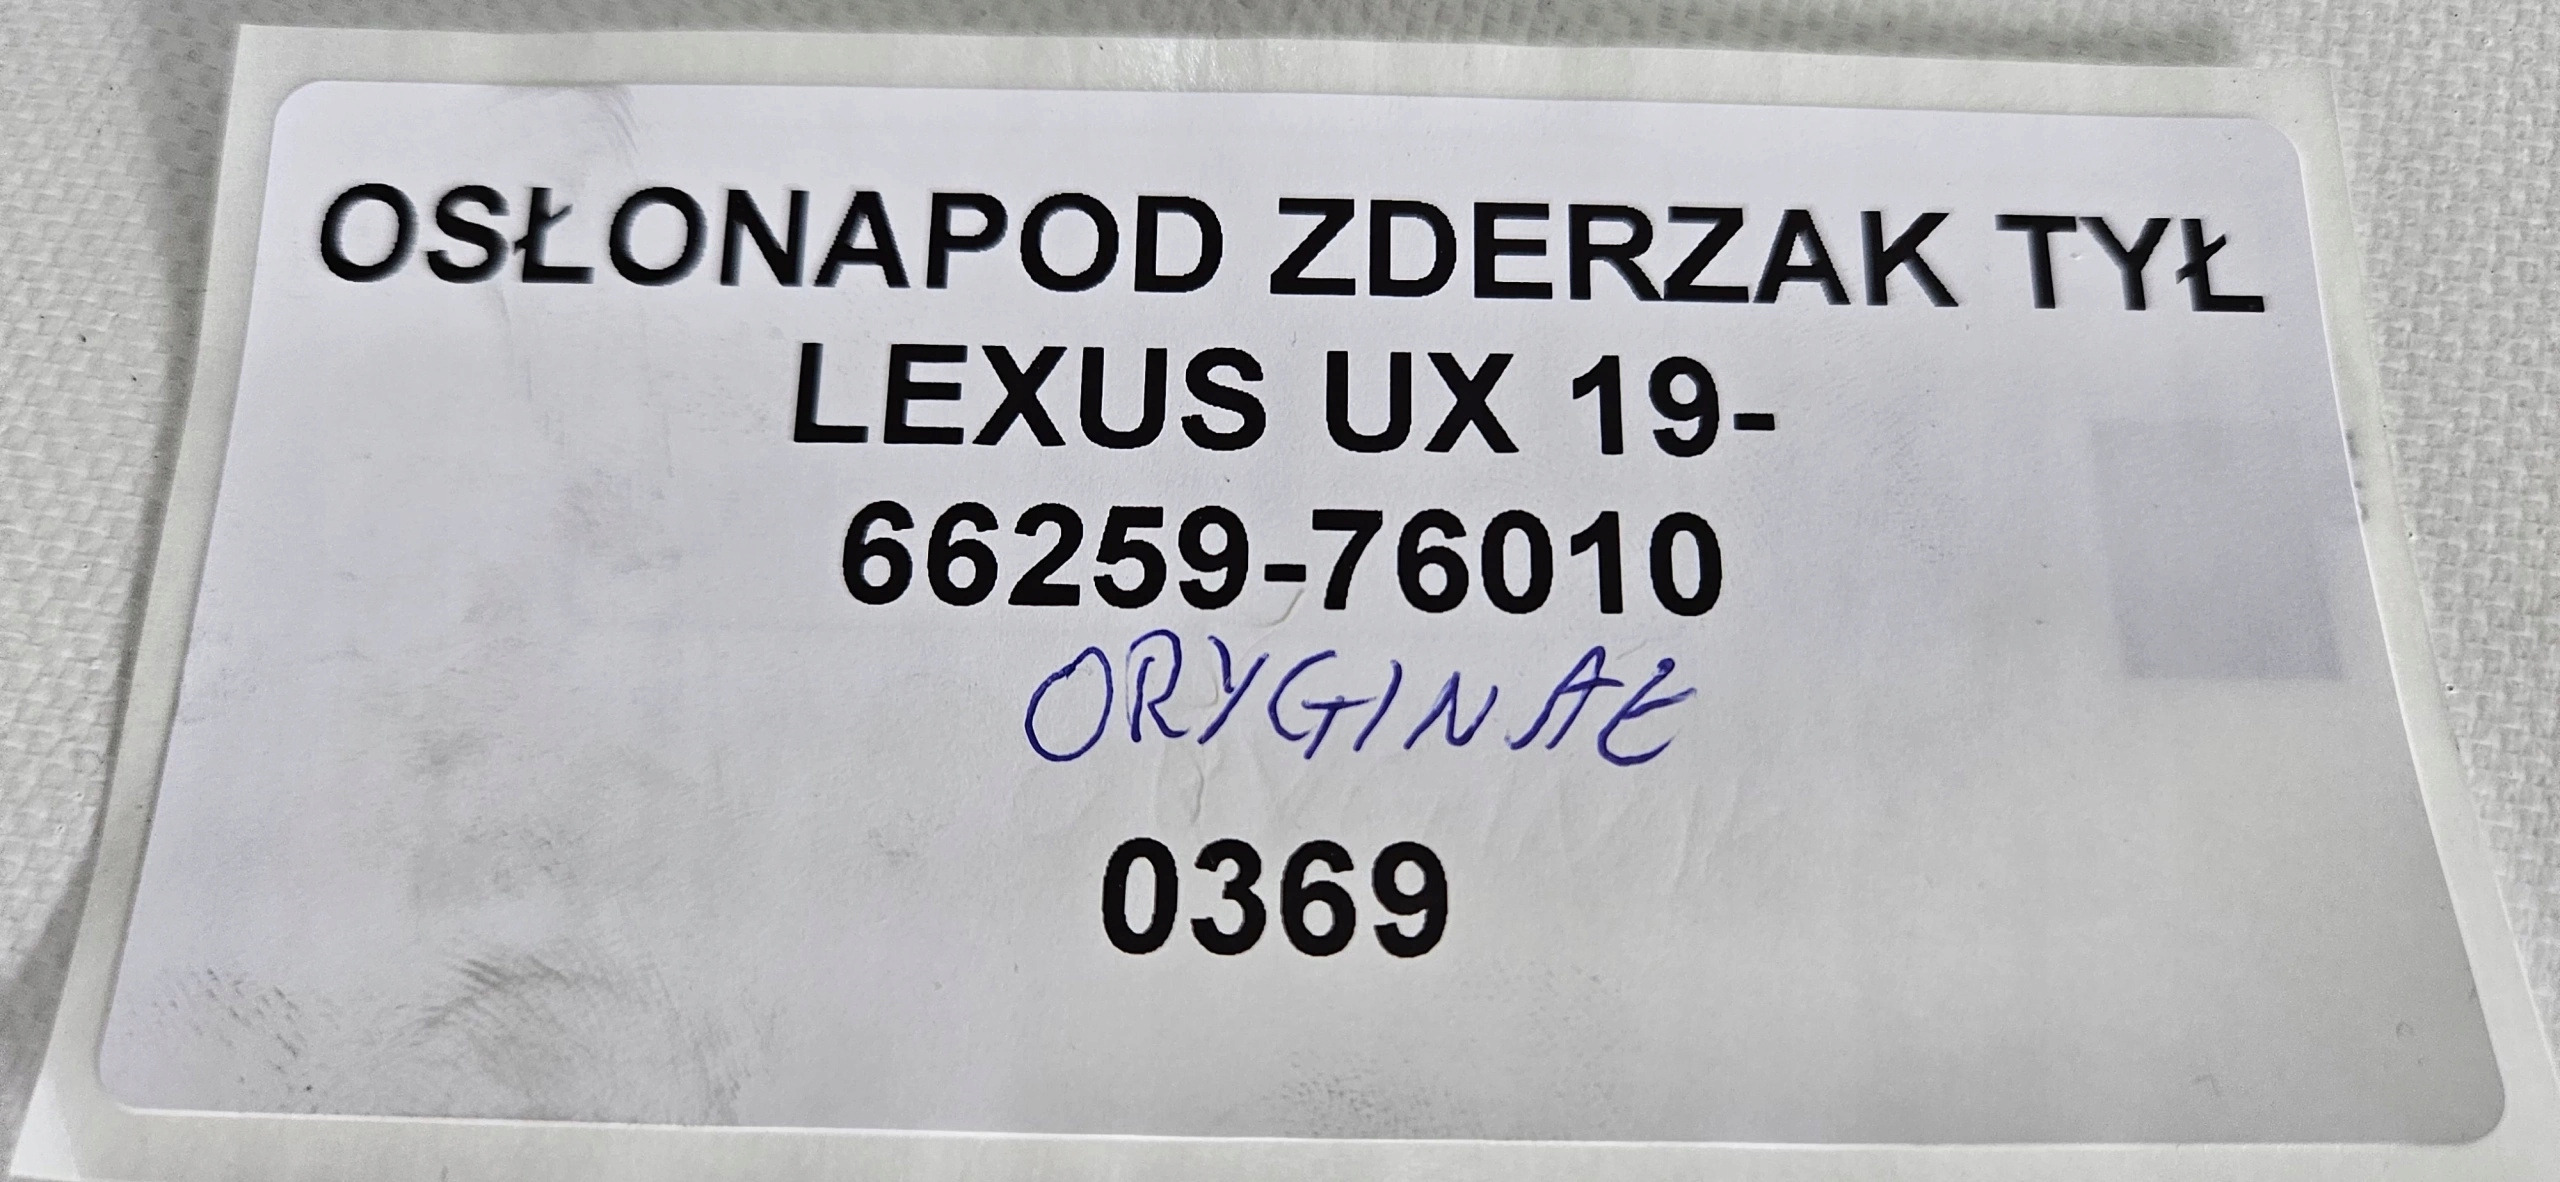 OSŁONAPOD ZDERZAK TYŁ
LEXUS UX 19-
66259-76010
ORYGINAŁ
0369